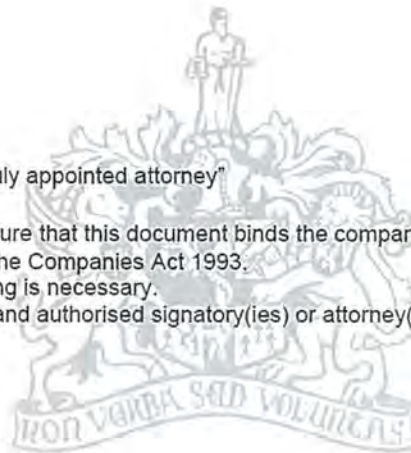 uly appointed attorney"
ure that this document binds the compan
he Companies Act 1993.
ng is necessary.
and authorised signatory(ies) or attorney(
NON VERBA SED VOLUNTAS